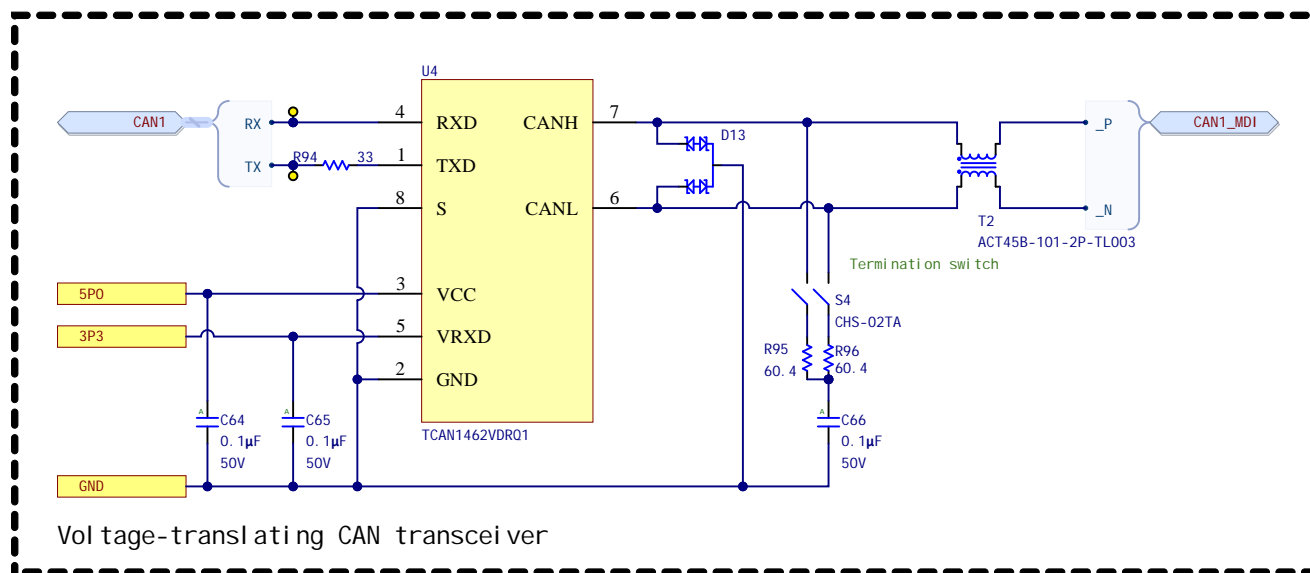 U4
CAN1
RX
TX
R94
33
4
1
8
3
5
2
RXD
TXD
S
VCC
VRXD
GND
CANH
CANL
7
6
TCAN1462VDRQ1
D13
_P
_N
CAN1_MDI
T2
ACT45B-101-2P-TL003
Termination switch
S4
CHS-02TA
R95
60.4
R96
60.4
5P0
3P3
GND
A
C64
0.1µF
50V
A
C65
0.1µF
50V
A
C66
0.1µF
50V
Voltage-translating CAN transceiver